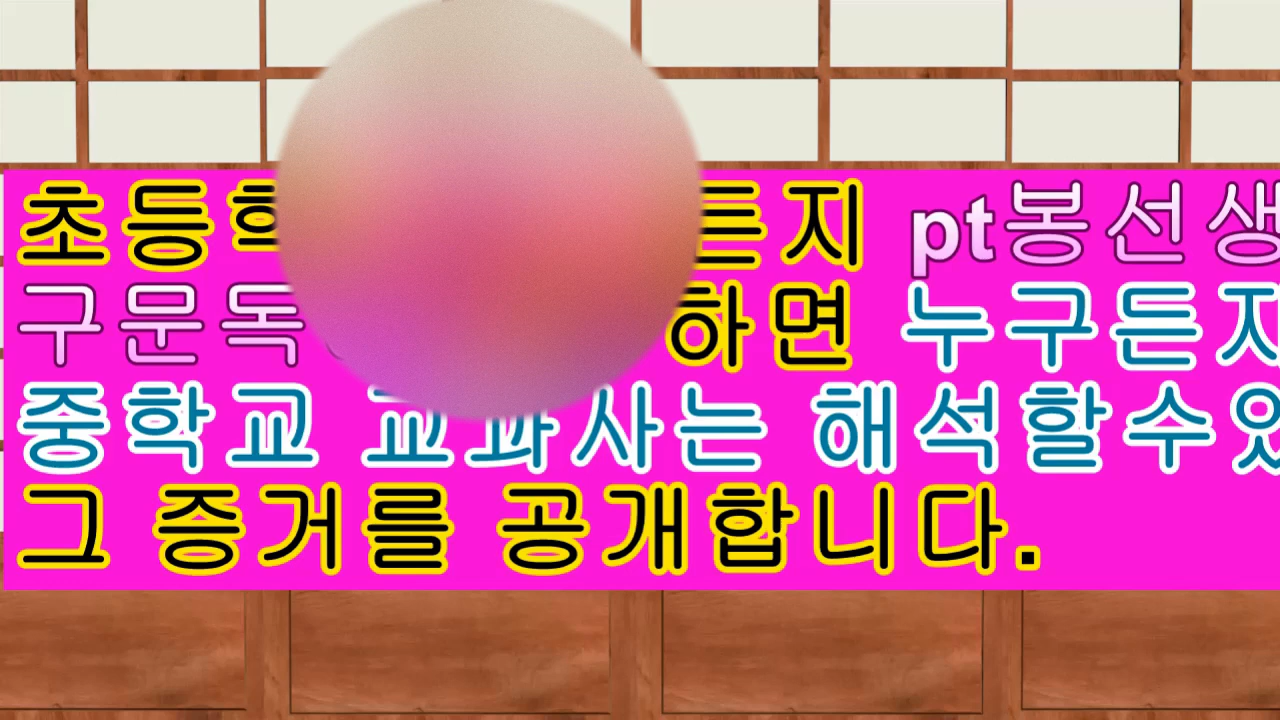 초등 지 pt봉선생
구문독 하면 누구든지
중학교 교과사는 해석할수있
그 증거를 공개합니다.